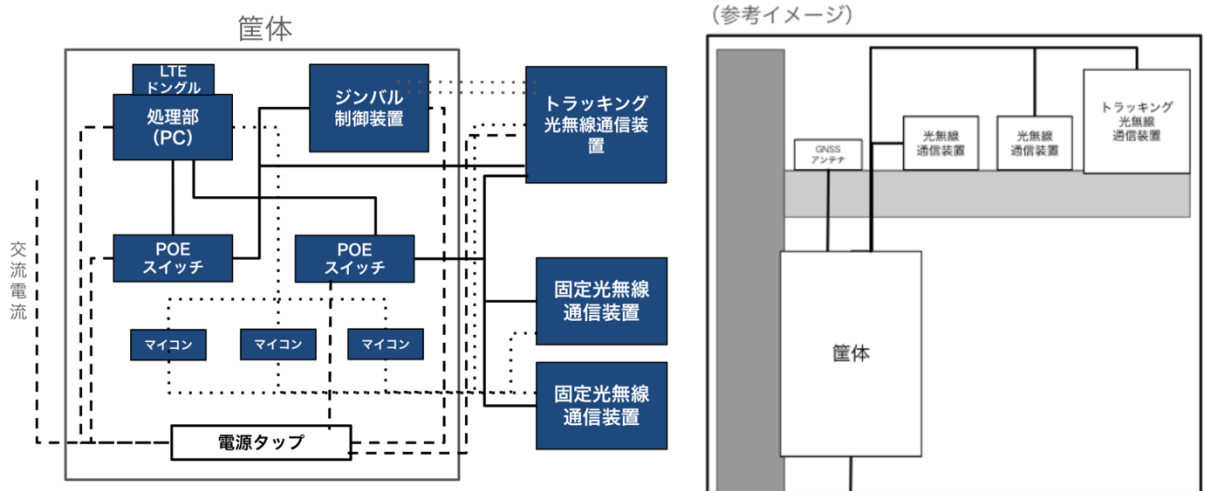 筐体
LTE
ドングル
処理部
(PC)
ジンバル
制御装置
トラッキング
光無線通信装
置
交流電流
POE
スイッチ
POE
スイッチ
固定光無線
通信装置
マイコン
マイコン
マイコン
固定光無線
通信装置
電源タップ
（参考イメージ）
トラッキング
光無線
通信装置
光無線
通信装置
光無線
通信装置
GNSS
アンテナ
筐体